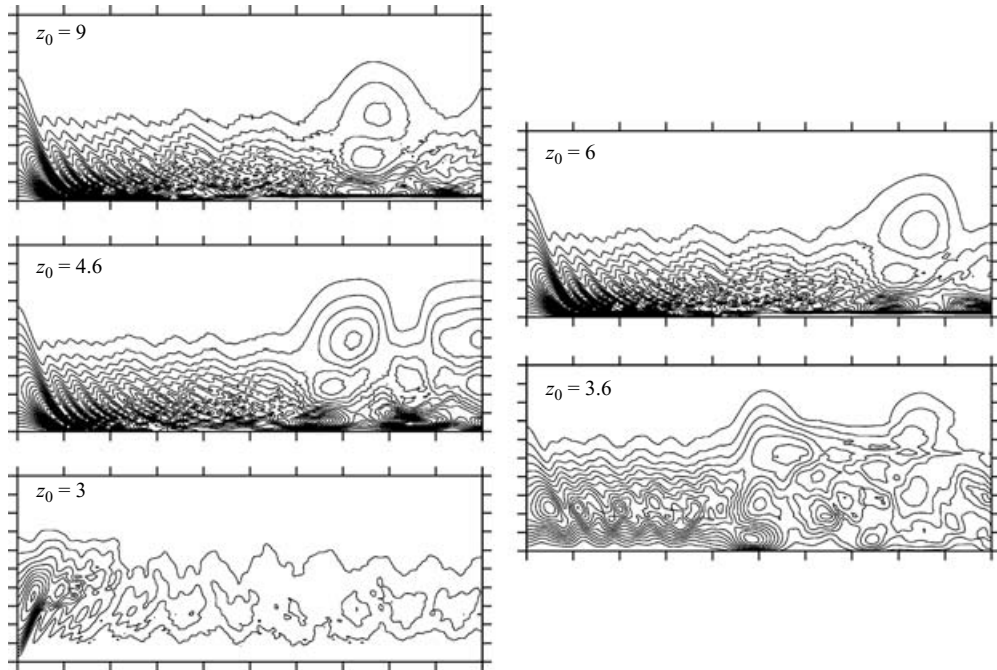 z₀ = 9
z₀ = 6
z₀ = 4.6
z₀ = 3.6
z₀ = 3